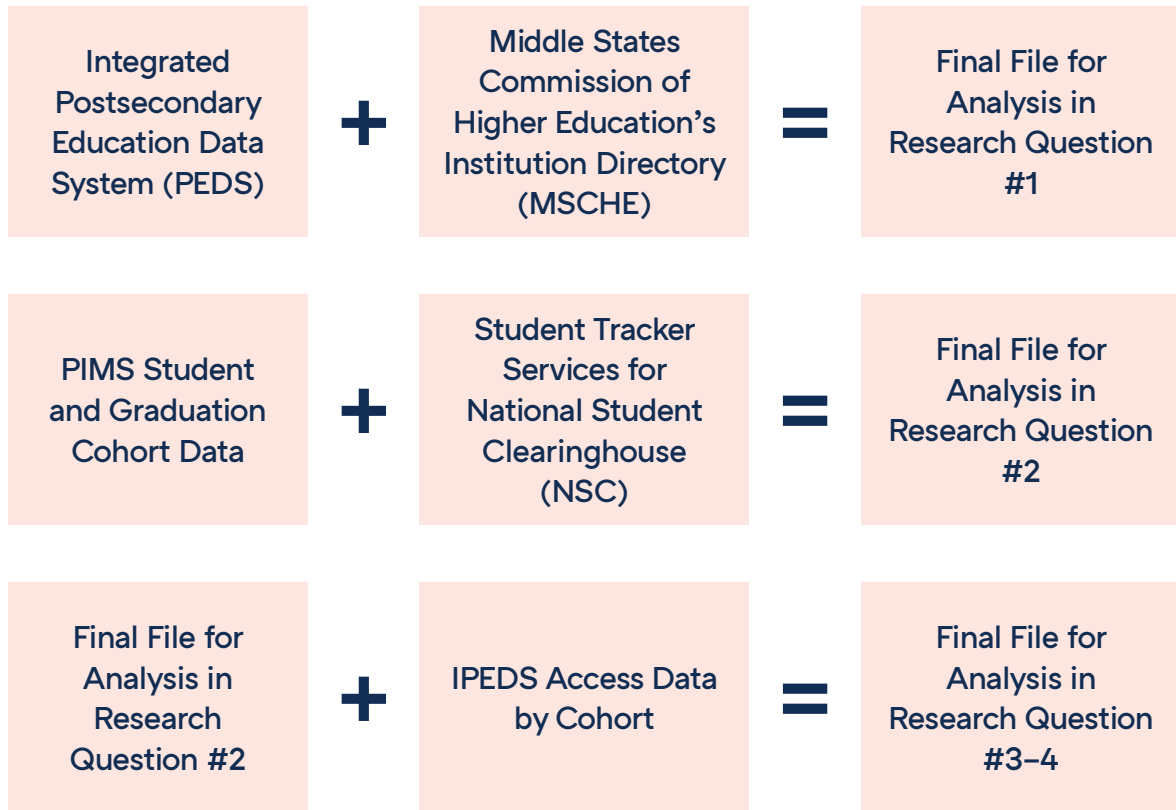 Integrated
Postsecondary
Education Data
System (PEDS)
+
Middle States
Commission of
Higher Education’s
Institution Directory
(MSCHE)
=
Final File for
Analysis in
Research Question
#1
PIMS Student
and Graduation
Cohort Data
+
Student Tracker
Services for
National Student
Clearinghouse
(NSC)
=
Final File for
Analysis in
Research Question
#2
Final File for
Analysis in
Research
Question #2
+
IPEDS Access Data
by Cohort
=
Final File for
Analysis in
Research Question
#3–4